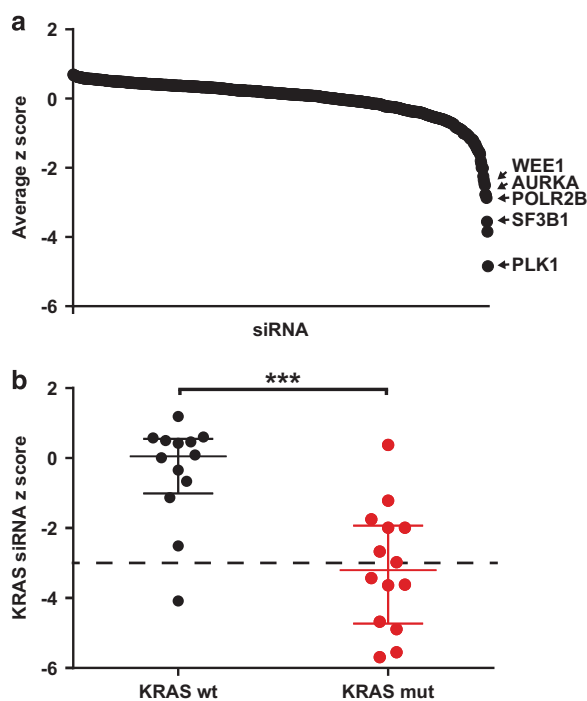 a
2
0
-2
-4
-6
Average z score
WEE1
AURKA
POLR2B
SF3B1
PLK1
siRNA
b
***
2
0
-2
-4
-6
KRAS siRNA z score
KRAS wt
KRAS mut